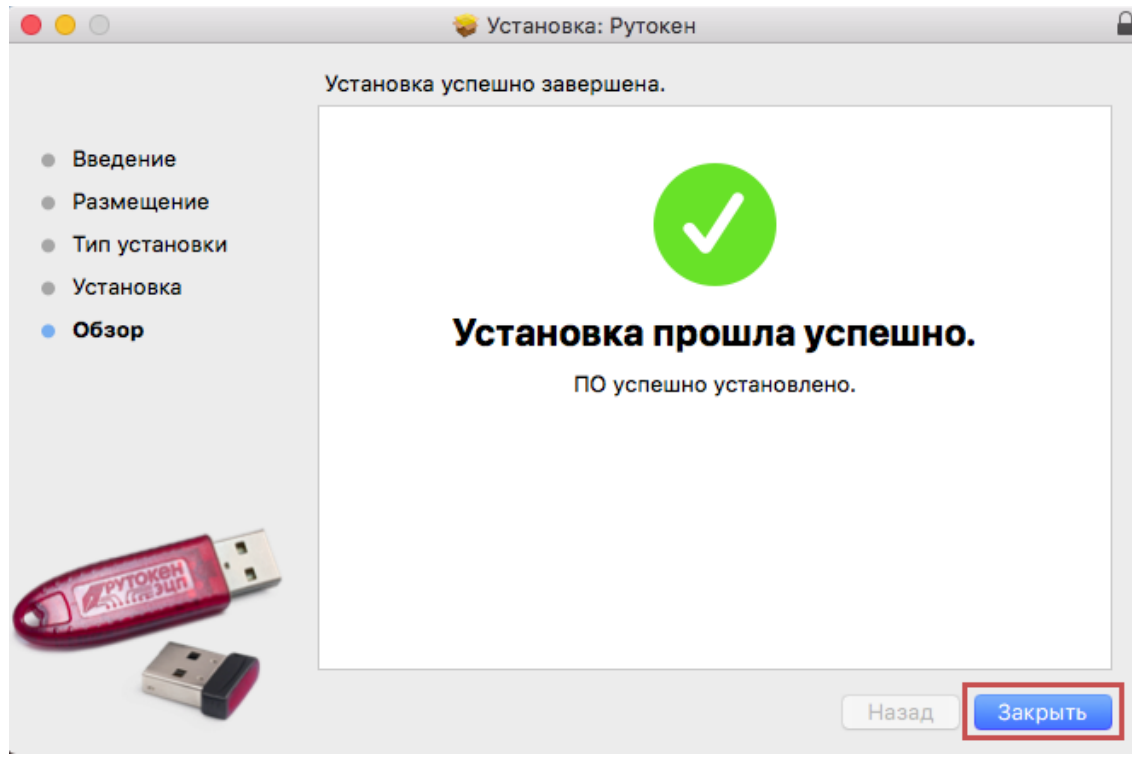 Установка: Рутокен
Установка успешно завершена.
Введение
Размещение
Тип установки
Установка
Обзор
Установка прошла успешно.
ПО успешно установлено.
РУТОКЕН
ЭЦП
Назад
Закрыть